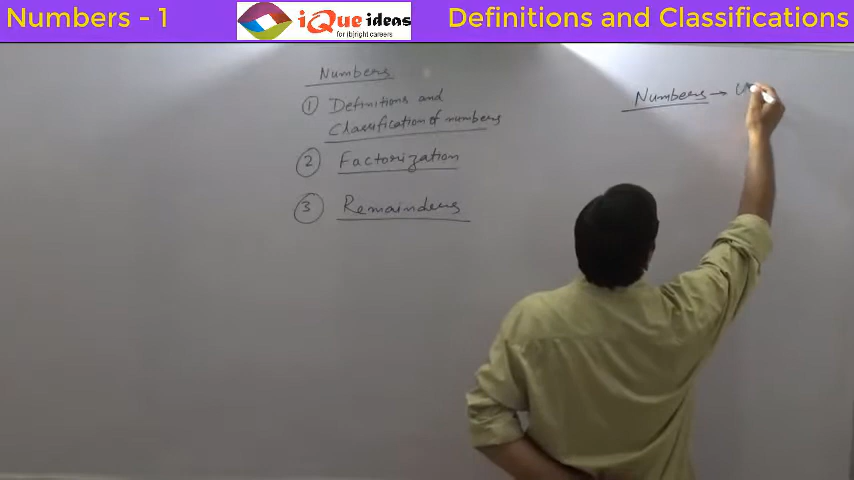 Numbers - 1
iQue ideas
for (b)right careers
Definitions and Classifications
Numbers
① Definitions and
Classification of numbers
② Factorization
③ Remainders
Numbers →